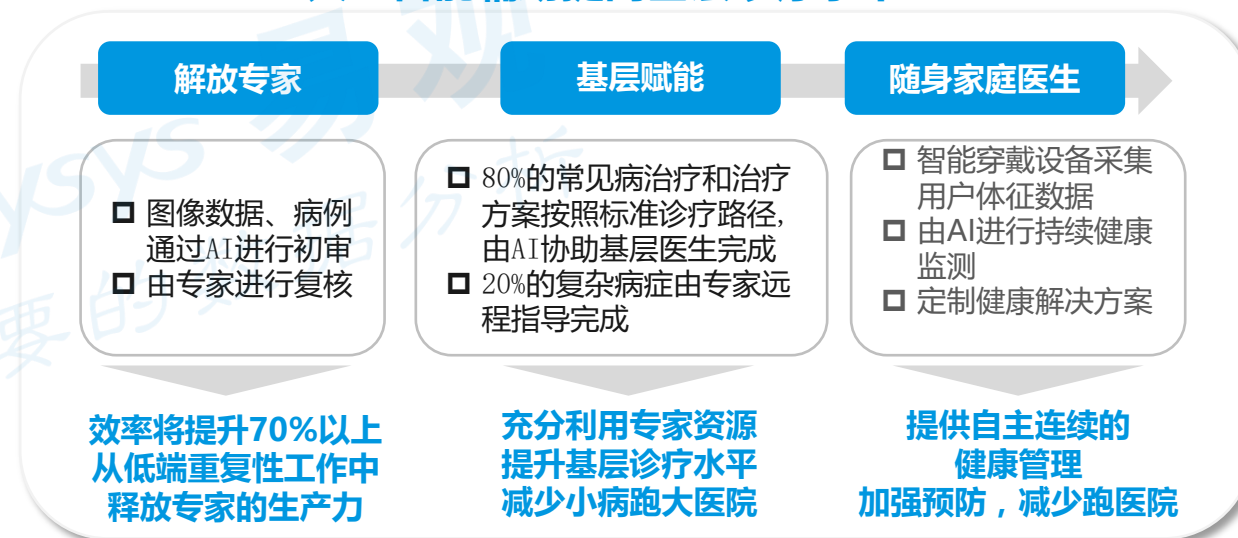 解放专家
基层赋能
随身家庭医生
图像数据、病例
通过AI进行初审
由专家进行复核
80%的常见病治疗和治疗
方案按照标准诊疗路径,
由AI协助基层医生完成
20%的复杂病症由专家远
程指导完成
智能穿戴设备采集
用户体征数据
由AI进行持续健康
监测
定制健康解决方案
效率将提升70%以上
从低端重复性工作中
释放专家的生产力
充分利用专家资源
提升基层诊疗水平
减少小病跑大医院
提供自主连续的
健康管理
加强预防，减少跑医院
ysys 易观
要的数据分析